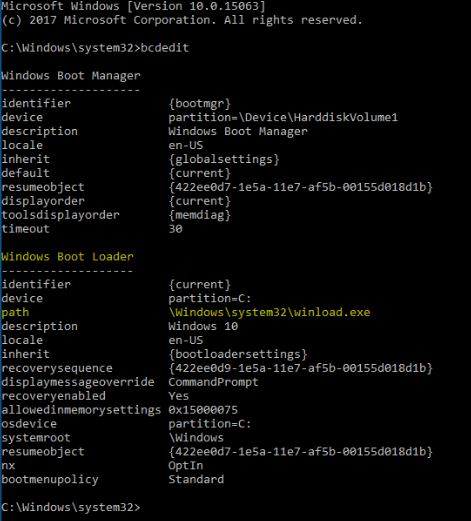 Microsoft Windows [Version 10.0.15063]
(c) 2017 Microsoft Corporation. All rights reserved.
C:\Windows\system32>bcdedit
Windows Boot Manager
--------------------
identifier {bootmgr}
device partition=\Device\HarddiskVolume1
description Windows Boot Manager
locale en-US
inherit {globalsettings}
default {current}
resumeobject {422ee0d7-1e5a-11e7-af5b-00155d018d1b}
displayorder {current}
toolsdisplayorder {memdiag}
timeout 30
Windows Boot Loader
-------------------
identifier {current}
device partition=C:
path \Windows\system32\winload.exe
description Windows 10
locale en-US
inherit {bootloadersettings}
recoverysequence {422ee0d9-1e5a-11e7-af5b-00155d018d1b}
displaymessageoverride CommandPrompt
recoveryenabled Yes
allowedinmemorysettings 0x15000075
osdevice partition=C:
systemroot \Windows
resumeobject {422ee0d7-1e5a-11e7-af5b-00155d018d1b}
nx OptIn
bootmenupolicy Standard
C:\Windows\system32>